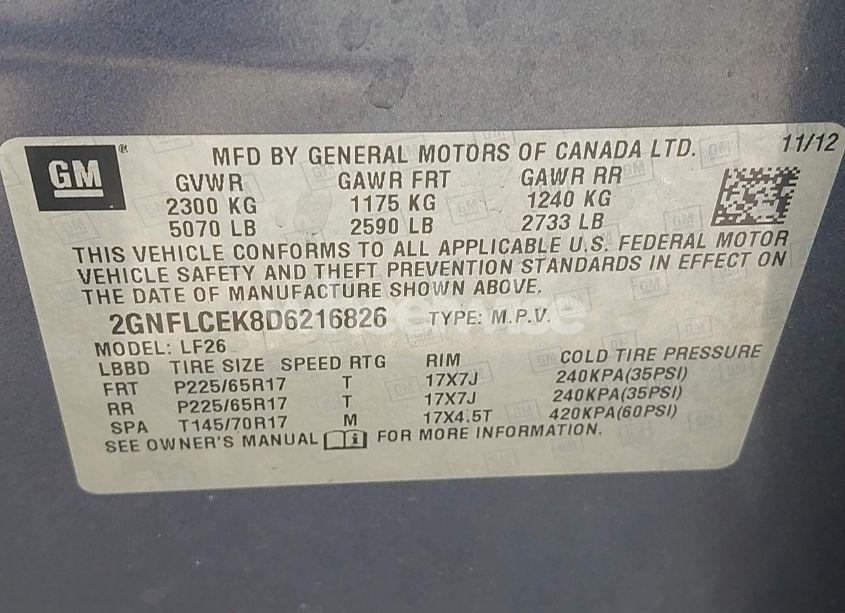 GM
MFD BY GENERAL MOTORS OF CANADA LTD. 11/12
GVWR GAWR FRT GAWR RR
2300 KG 1175 KG 1240 KG
5070 LB 2590 LB 2733 LB
THIS VEHICLE CONFORMS TO ALL APPLICABLE U.S. FEDERAL MOTOR
VEHICLE SAFETY AND THEFT PREVENTION STANDARDS IN EFFECT ON
THE DATE OF MANUFACTURE SHOWN ABOVE.
2GNFLCEK8D6216826 TYPE: M.P.V.
MODEL: LF26
LBBD TIRE SIZE SPEED RTG RIM COLD TIRE PRESSURE
FRT P225/65R17 T 17X7J 240KPA(35PSI)
RR P225/65R17 T 17X7J 240KPA(35PSI)
SPA T145/70R17 M 17X4.5T 420KPA(60PSI)
SEE OWNER'S MANUAL FOR MORE INFORMATION.